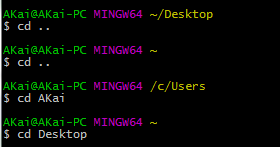 AKai@AKai-PC MINGW64 ~/Desktop
$ cd ..
AKai@AKai-PC MINGW64 ~
$ cd ..
AKai@AKai-PC MINGW64 /c/Users
$ cd AKai
AKai@AKai-PC MINGW64 ~
$ cd Desktop